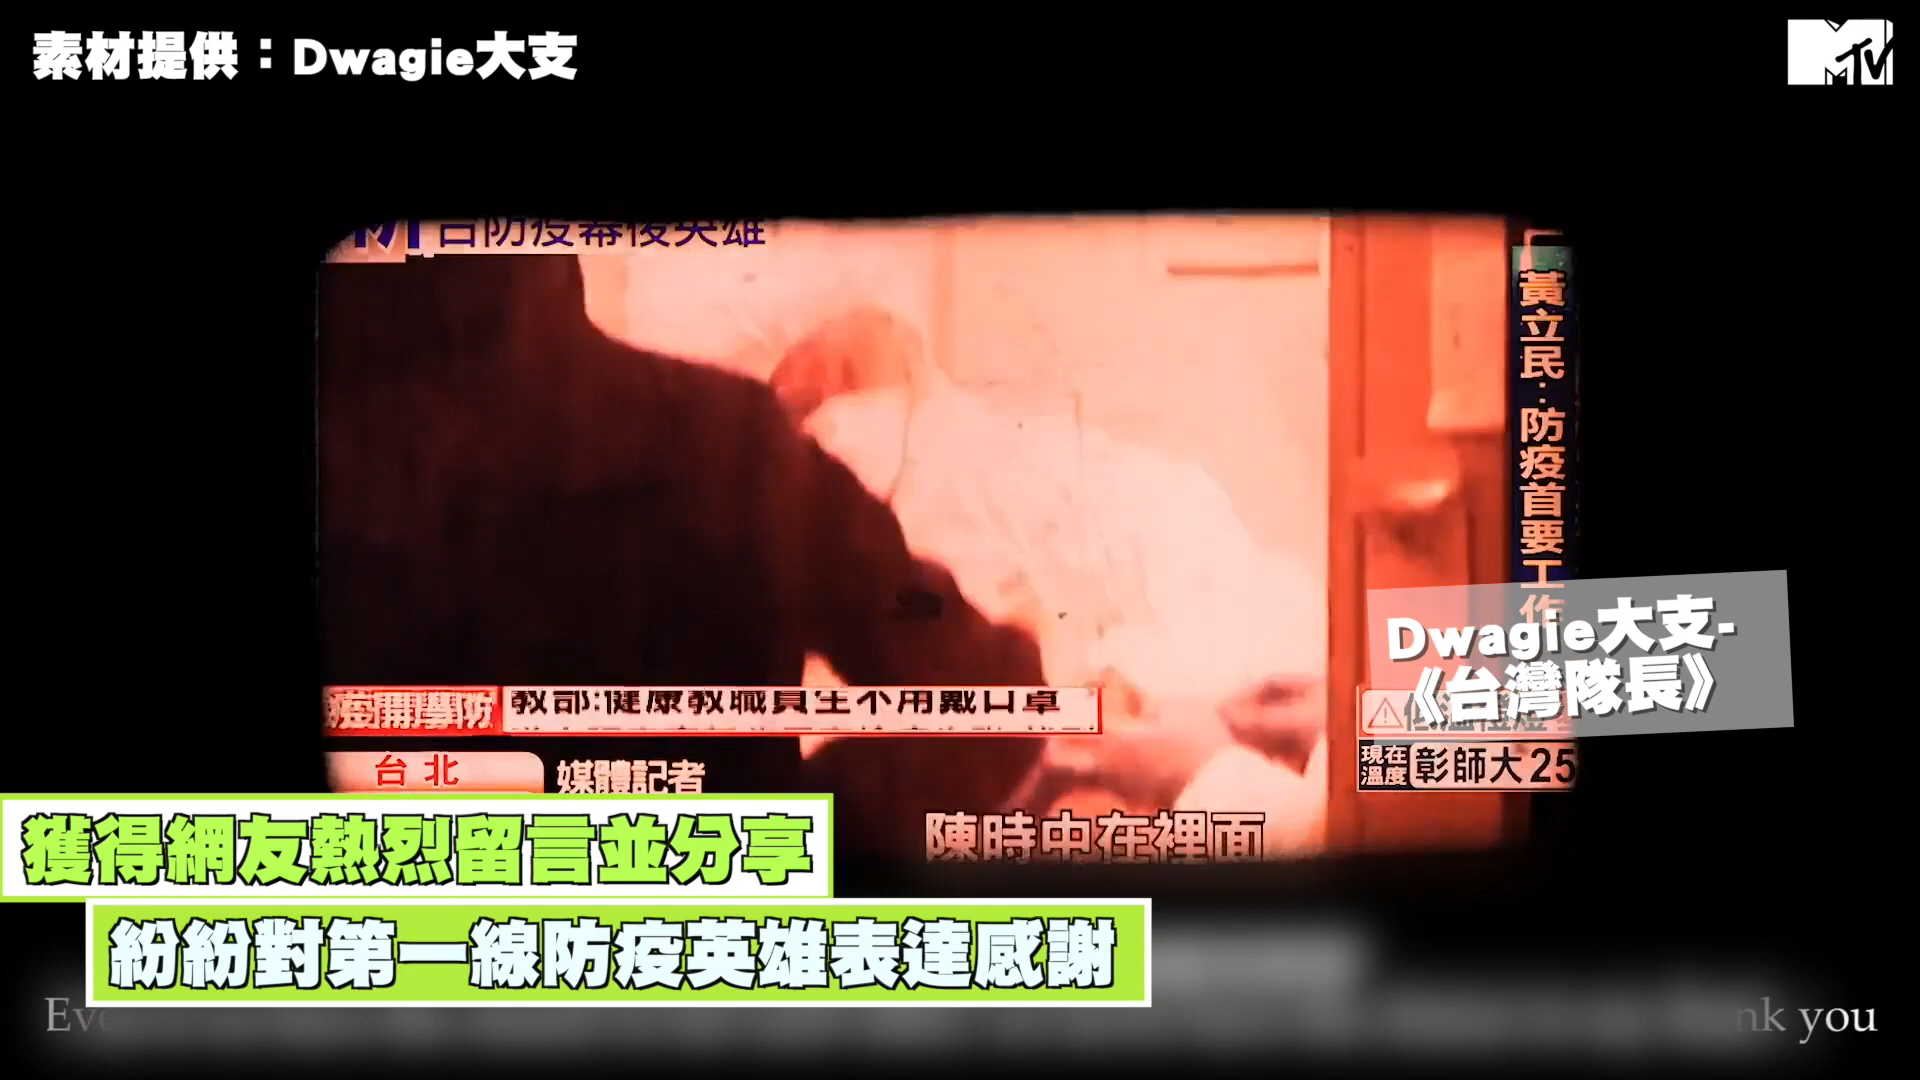 素材提供：Dwagie大支
MTV
台防疫幕後英雄
黃立民：防疫首要工作
Dwagie大支-
《台灣隊長》
教部:健康教職員生不用戴口罩
台北
媒體記者
現在溫度
彰師大25
陳時中在裡面
獲得網友熱烈留言並分享
紛紛對第一線防疫英雄表達感謝
you